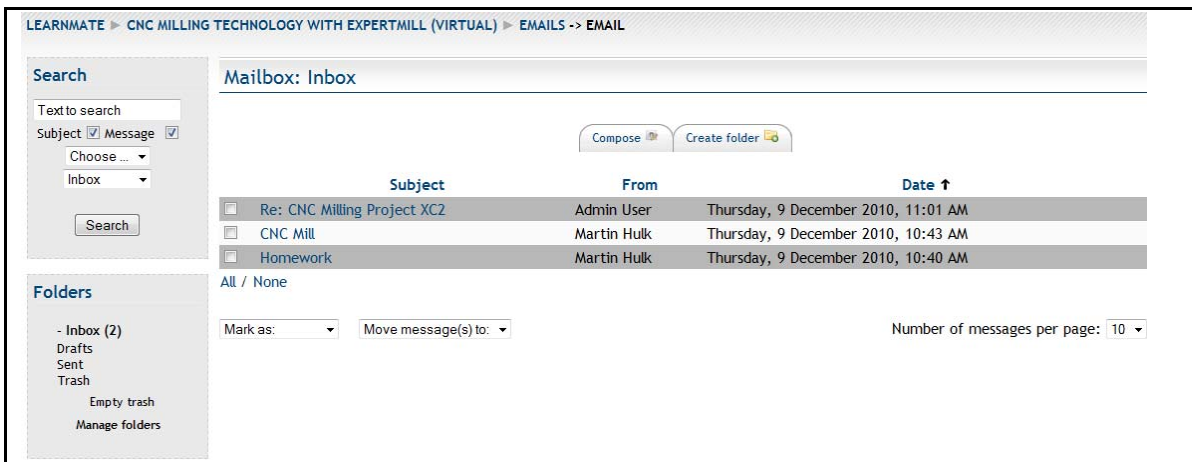 LEARNMATE ► CNC MILLING TECHNOLOGY WITH EXPERTMILL (VIRTUAL) ► EMAILS -> EMAIL
Search
Text to search
Subject Message
Choose ...
Inbox
Search
Folders
- Inbox (2)
Drafts
Sent
Trash
Empty trash
Manage folders
Mailbox: Inbox
Compose Create folder
Subject From Date ↑
Re: CNC Milling Project XC2 Admin User Thursday, 9 December 2010, 11:01 AM
CNC Mill Martin Hulk Thursday, 9 December 2010, 10:43 AM
Homework Martin Hulk Thursday, 9 December 2010, 10:40 AM
All / None
Mark as: Move message(s) to: Number of messages per page: 10